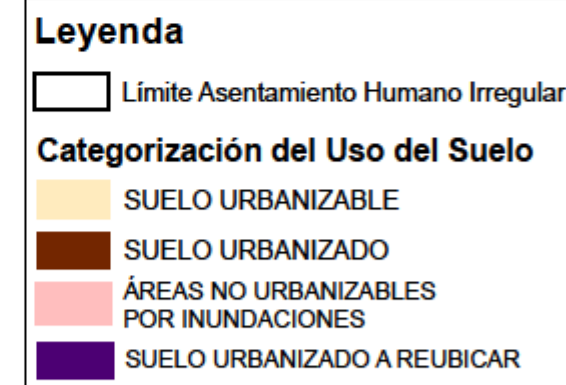 Leyenda
Límite Asentamiento Humano Irregular
Categorización del Uso del Suelo
SUELO URBANIZABLE
SUELO URBANIZADO
ÁREAS NO URBANIZABLES
POR INUNDACIONES
SUELO URBANIZADO A REUBICAR